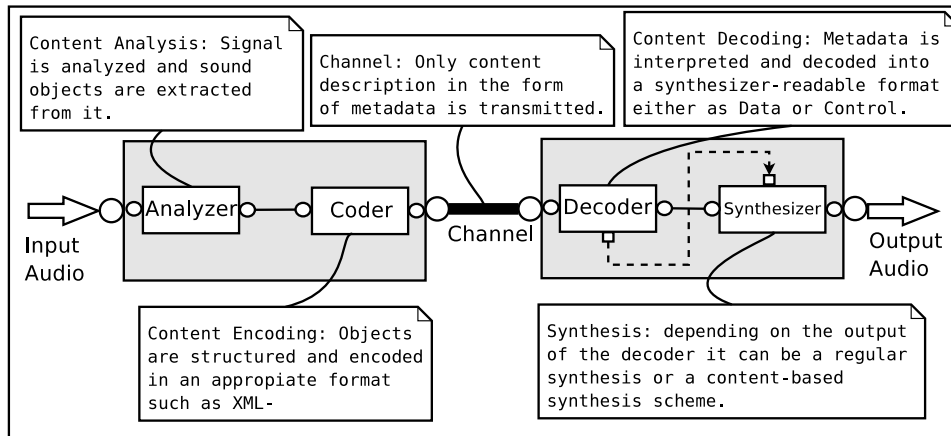 Content Analysis: Signal
is analyzed and sound
objects are extracted
from it.
Channel: Only content
description in the form
of metadata is transmitted.
Content Decoding: Metadata is
interpreted and decoded into
a synthesizer-readable format
either as Data or Control.
Input
Audio
Analyzer
Coder
Channel
Decoder
Synthesizer
Output
Audio
Content Encoding: Objects
are structured and encoded
in an appropiate format
such as XML-
Synthesis: depending on the output
of the decoder it can be a regular
synthesis or a content-based
synthesis scheme.